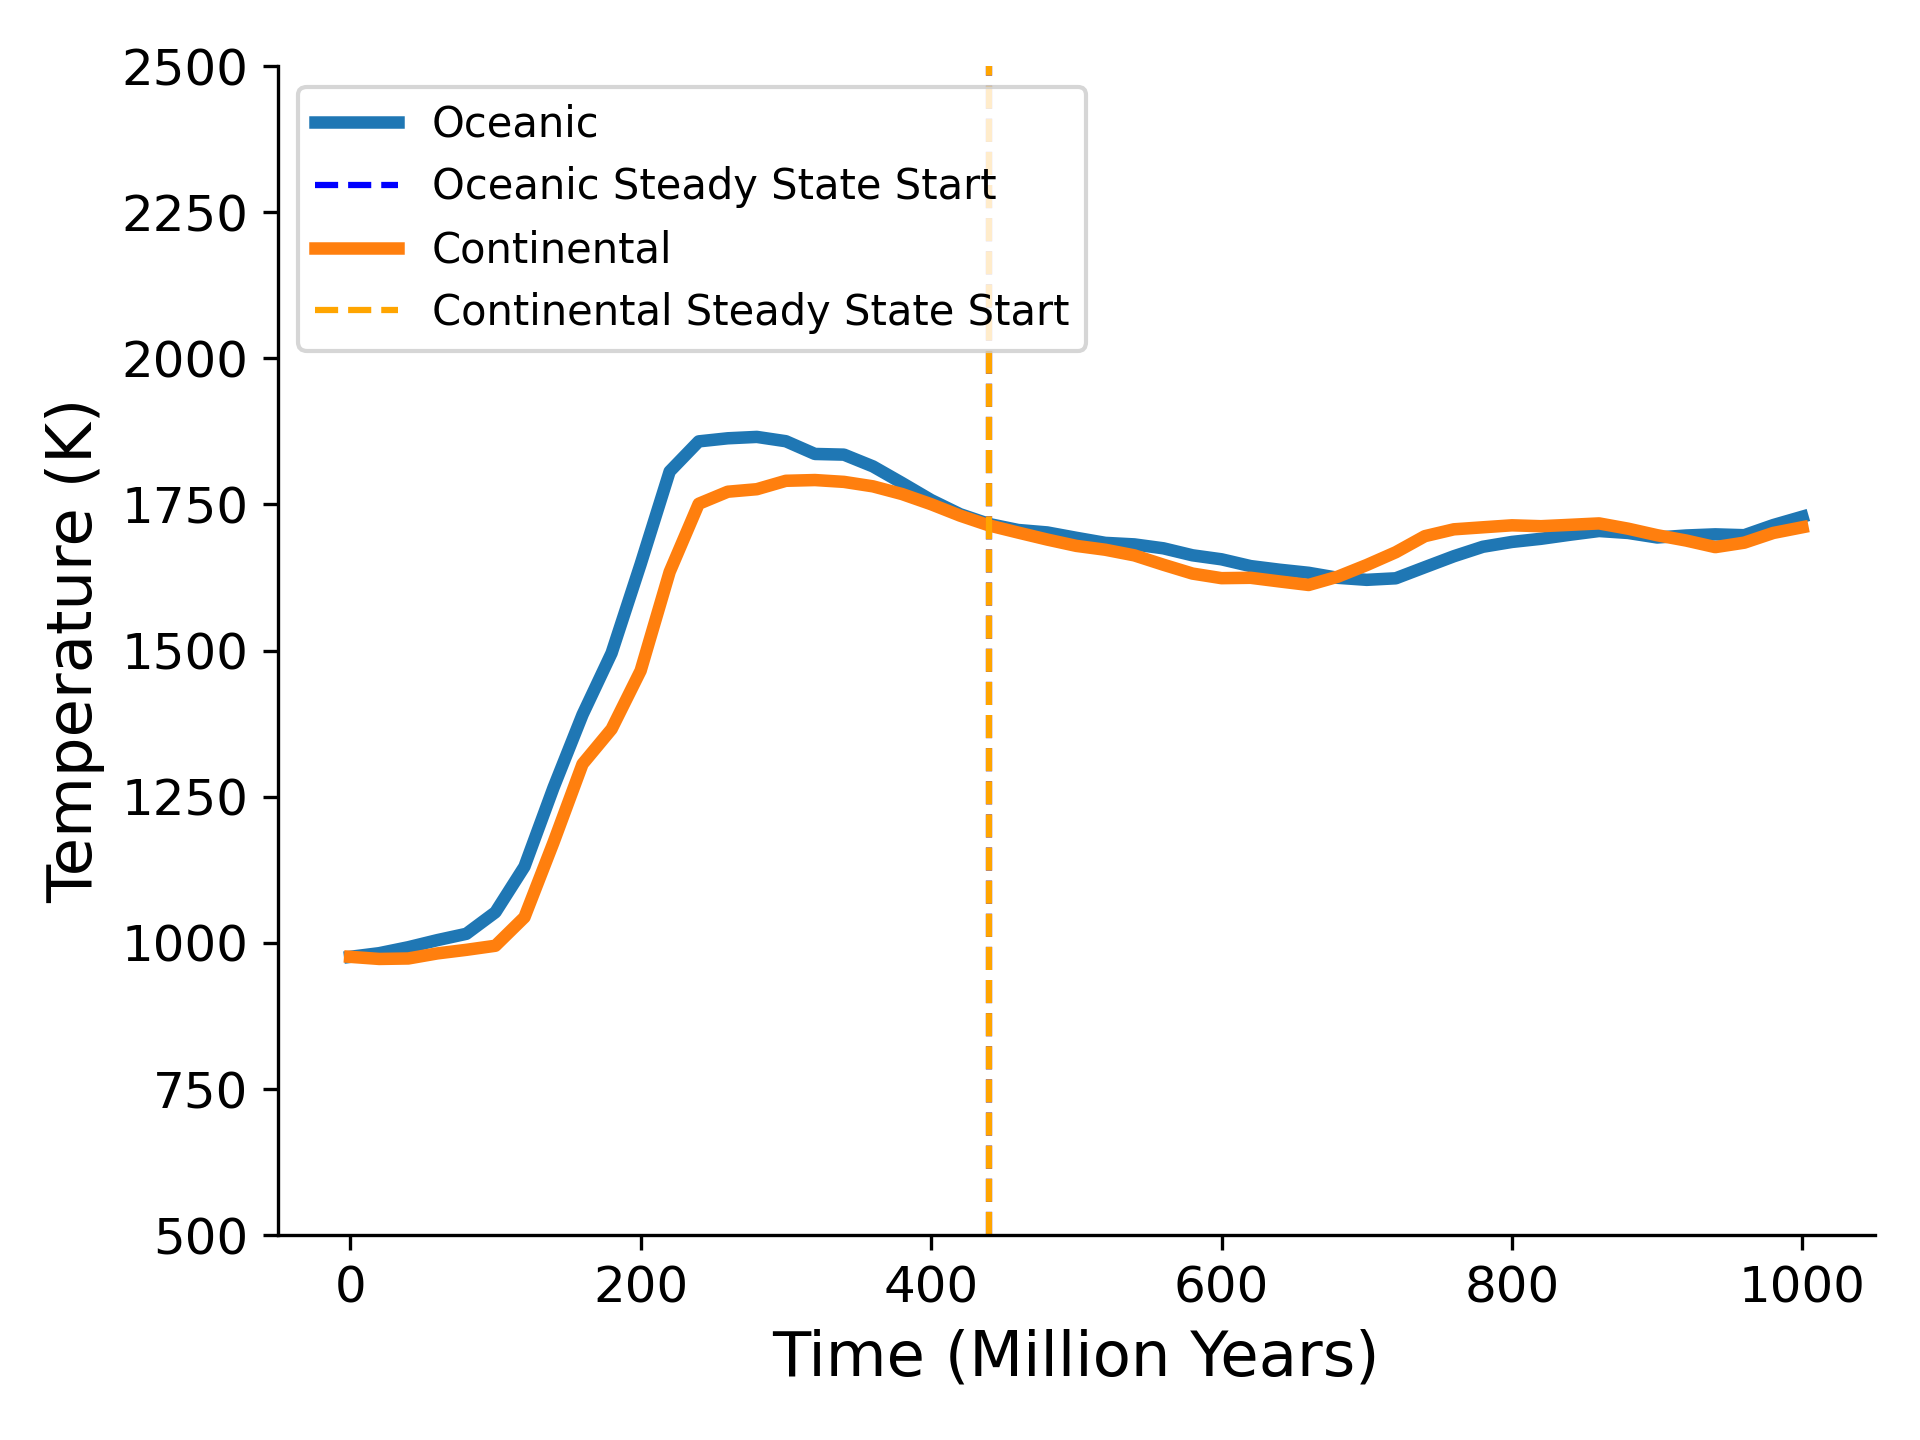 2500
2250
2000
1750
1500
1250
1000
750
500
Temperature (K)
Oceanic
Oceanic Steady State Start
Continental
Continental Steady State Start
0 200 400 600 800 1000
Time (Million Years)